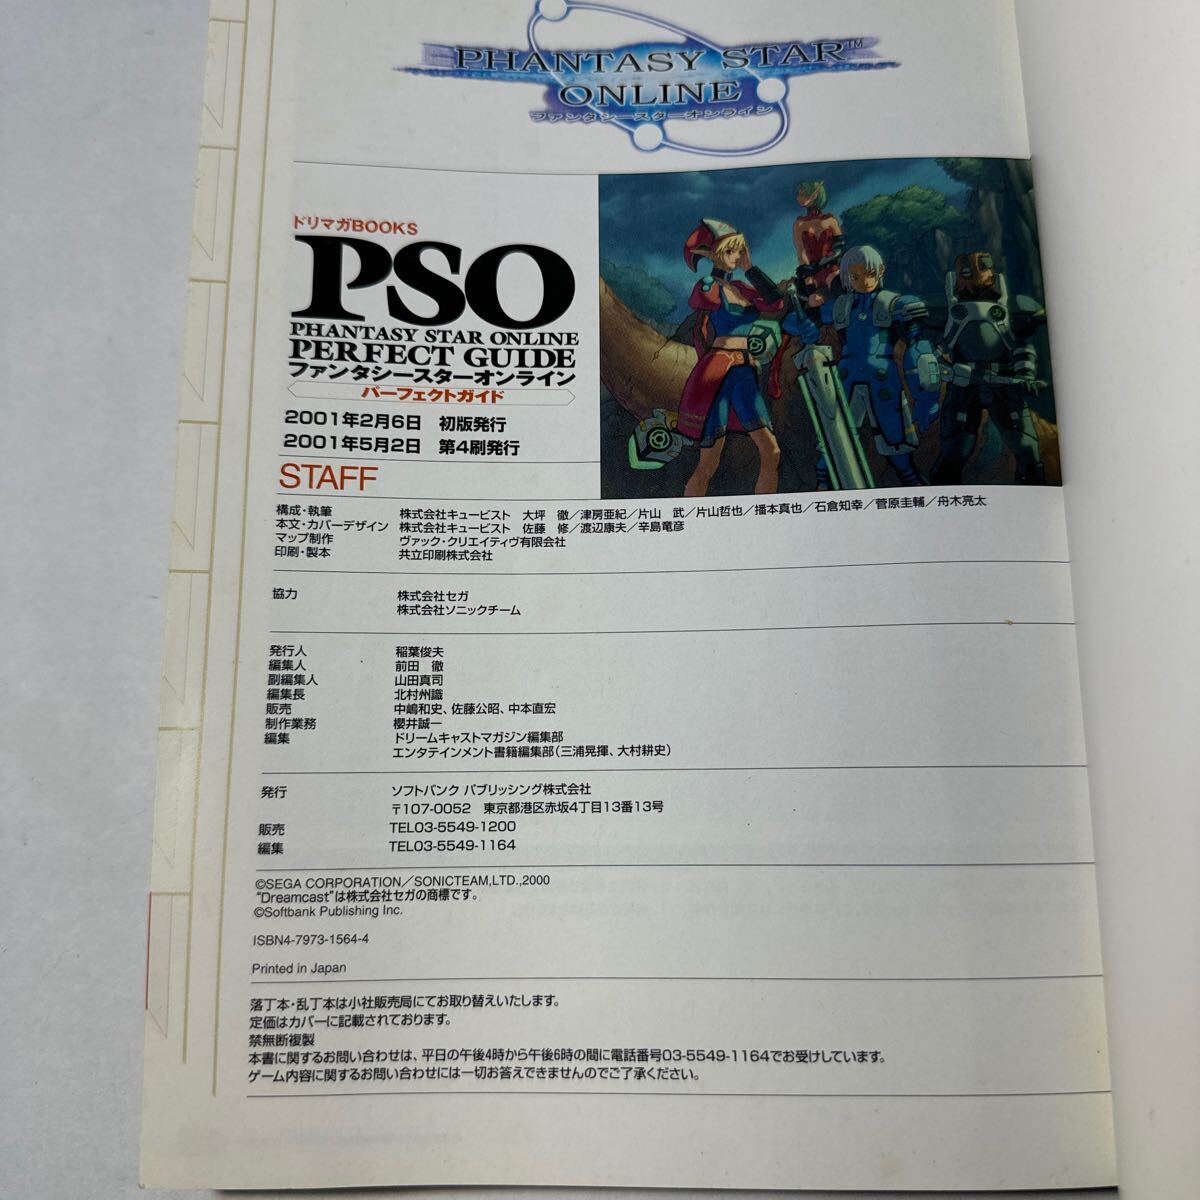 PHANTASY STAR™
ONLINE
ファンタシースターオンライン
ドリマガBOOKS
PSO
PHANTASY STAR ONLINE
PERFECT GUIDE
ファンタシースターオンライン
パーフェクトガイド
2001年2月6日 初版発行
2001年5月2日 第4刷発行
STAFF
構成・執筆 株式会社キュービスト 大坪 徹／津房亜紀／片山 武／片山哲也／播本真也／石倉知幸／菅原圭輔／舟木亮太
本文・カバーデザイン 株式会社キュービスト 佐藤 修／渡辺康夫／辛島竜彦
マップ制作 ヴァック・クリエイティヴ有限会社
印刷・製本 共立印刷株式会社
協力 株式会社セガ
株式会社ソニックチーム
発行人 稲葉俊夫
編集人 前田 徹
副編集人 山田真司
編集長 北村州識
販売 中嶋和史、佐藤公昭、中本直宏
制作業務 櫻井誠一
編集 ドリームキャストマガジン編集部
エンタテインメント書籍編集部（三浦晃揮、大村耕史）
発行 ソフトバンク パブリッシング株式会社
〒107-0052 東京都港区赤坂4丁目13番13号
販売 TEL03-5549-1200
編集 TEL03-5549-1164
©SEGA CORPORATION／SONICTEAM,LTD.,2000
“Dreamcast”は株式会社セガの商標です。
©Softbank Publishing Inc.
ISBN4-7973-1564-4
Printed in Japan
落丁本・乱丁本は小社販売局にてお取り替えいたします。
定価はカバーに記載されております。
禁無断複製
本書に関するお問い合わせは、平日の午後4時から午後6時の間に電話番号03-5549-1164でお受けしています。
ゲーム内容に関するお問い合わせには一切お答えできませんのでご了承ください。